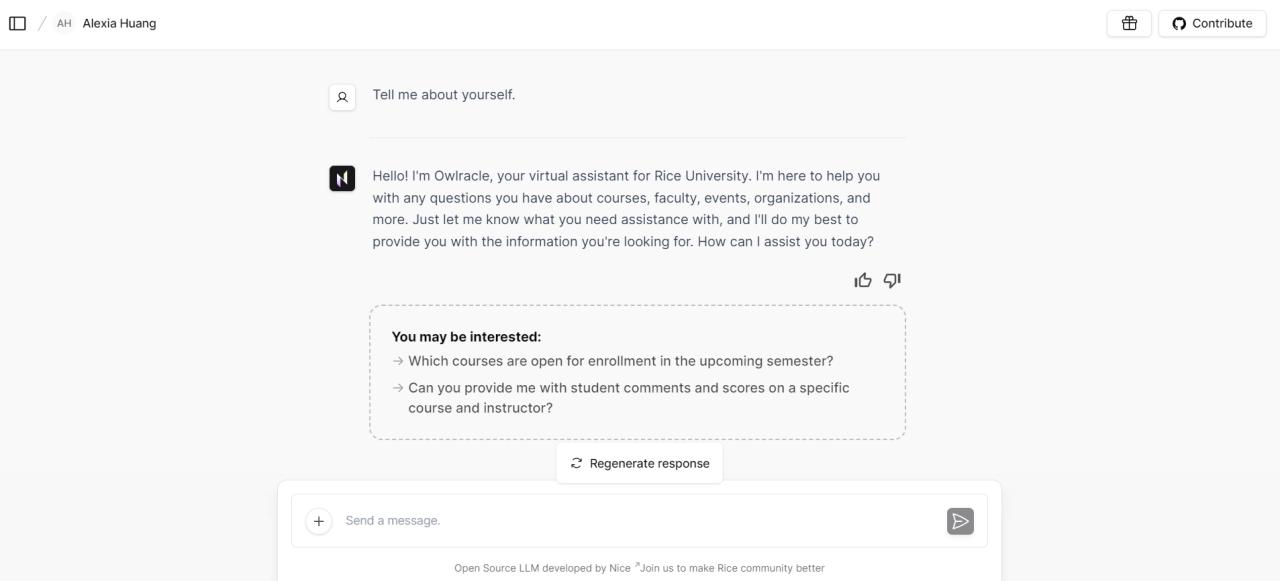 AH Alexia Huang
Contribute
Tell me about yourself.
Hello! I'm Owlracle, your virtual assistant for Rice University. I'm here to help you
with any questions you have about courses, faculty, events, organizations, and
more. Just let me know what you need assistance with, and I'll do my best to
provide you with the information you're looking for. How can I assist you today?
You may be interested:
→ Which courses are open for enrollment in the upcoming semester?
→ Can you provide me with student comments and scores on a specific
course and instructor?
Regenerate response
Send a message.
Open Source LLM developed by Nice ↗Join us to make Rice community better